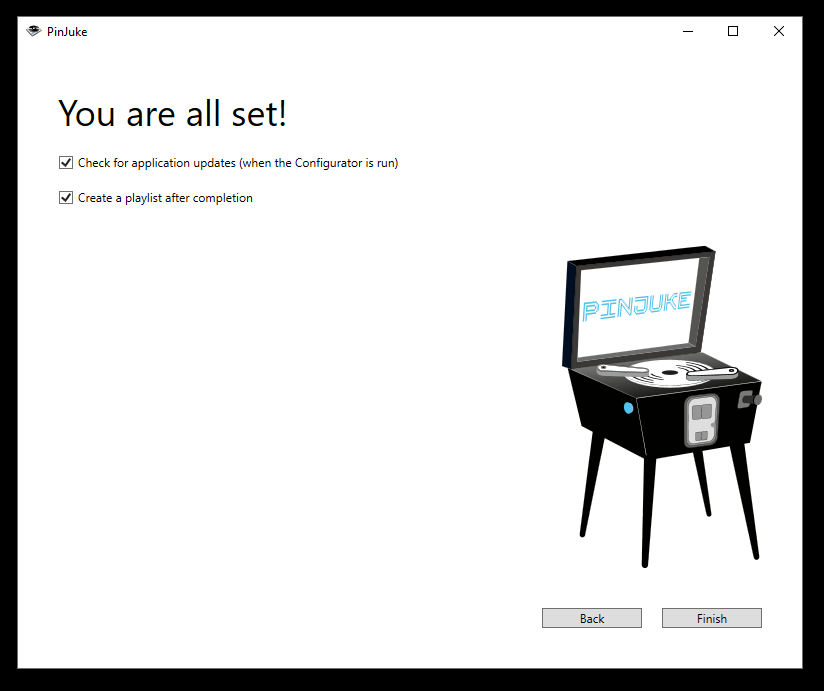 PinJuke
You are all set!
Check for application updates (when the Configurator is run)
Create a playlist after completion
PINJUKE
Back
Finish